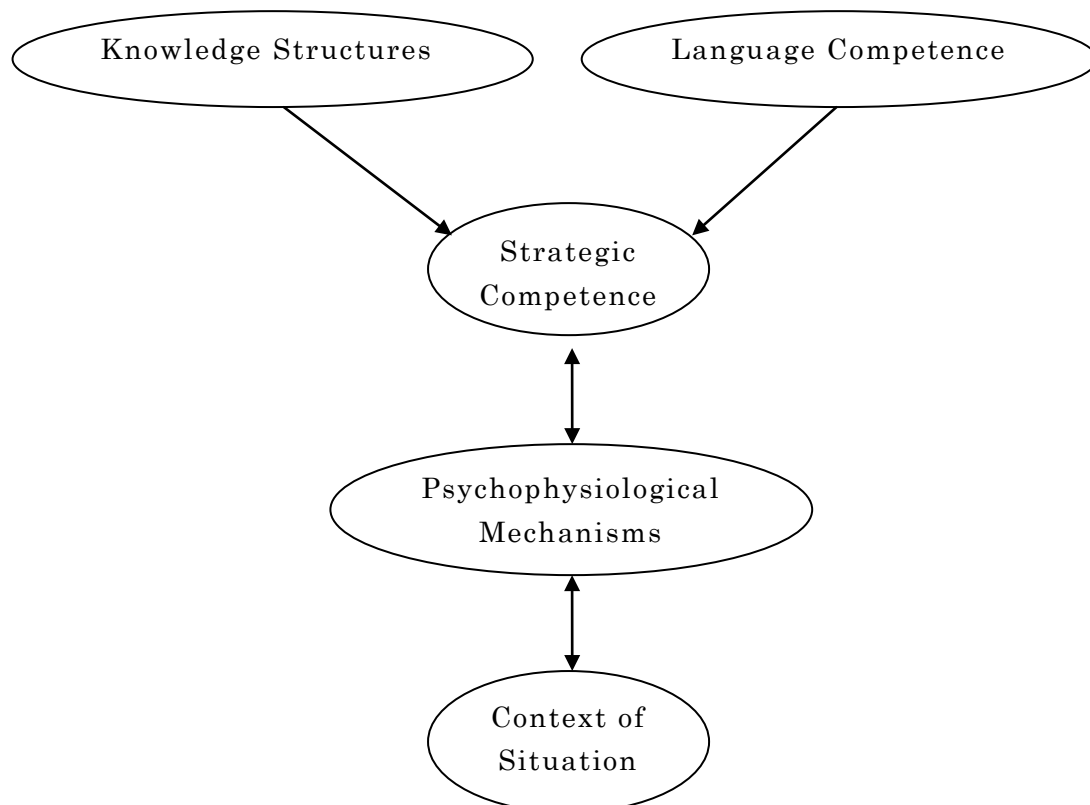 Knowledge Structures
Language Competence
Strategic
Competence
Psychophysiological
Mechanisms
Context of
Situation